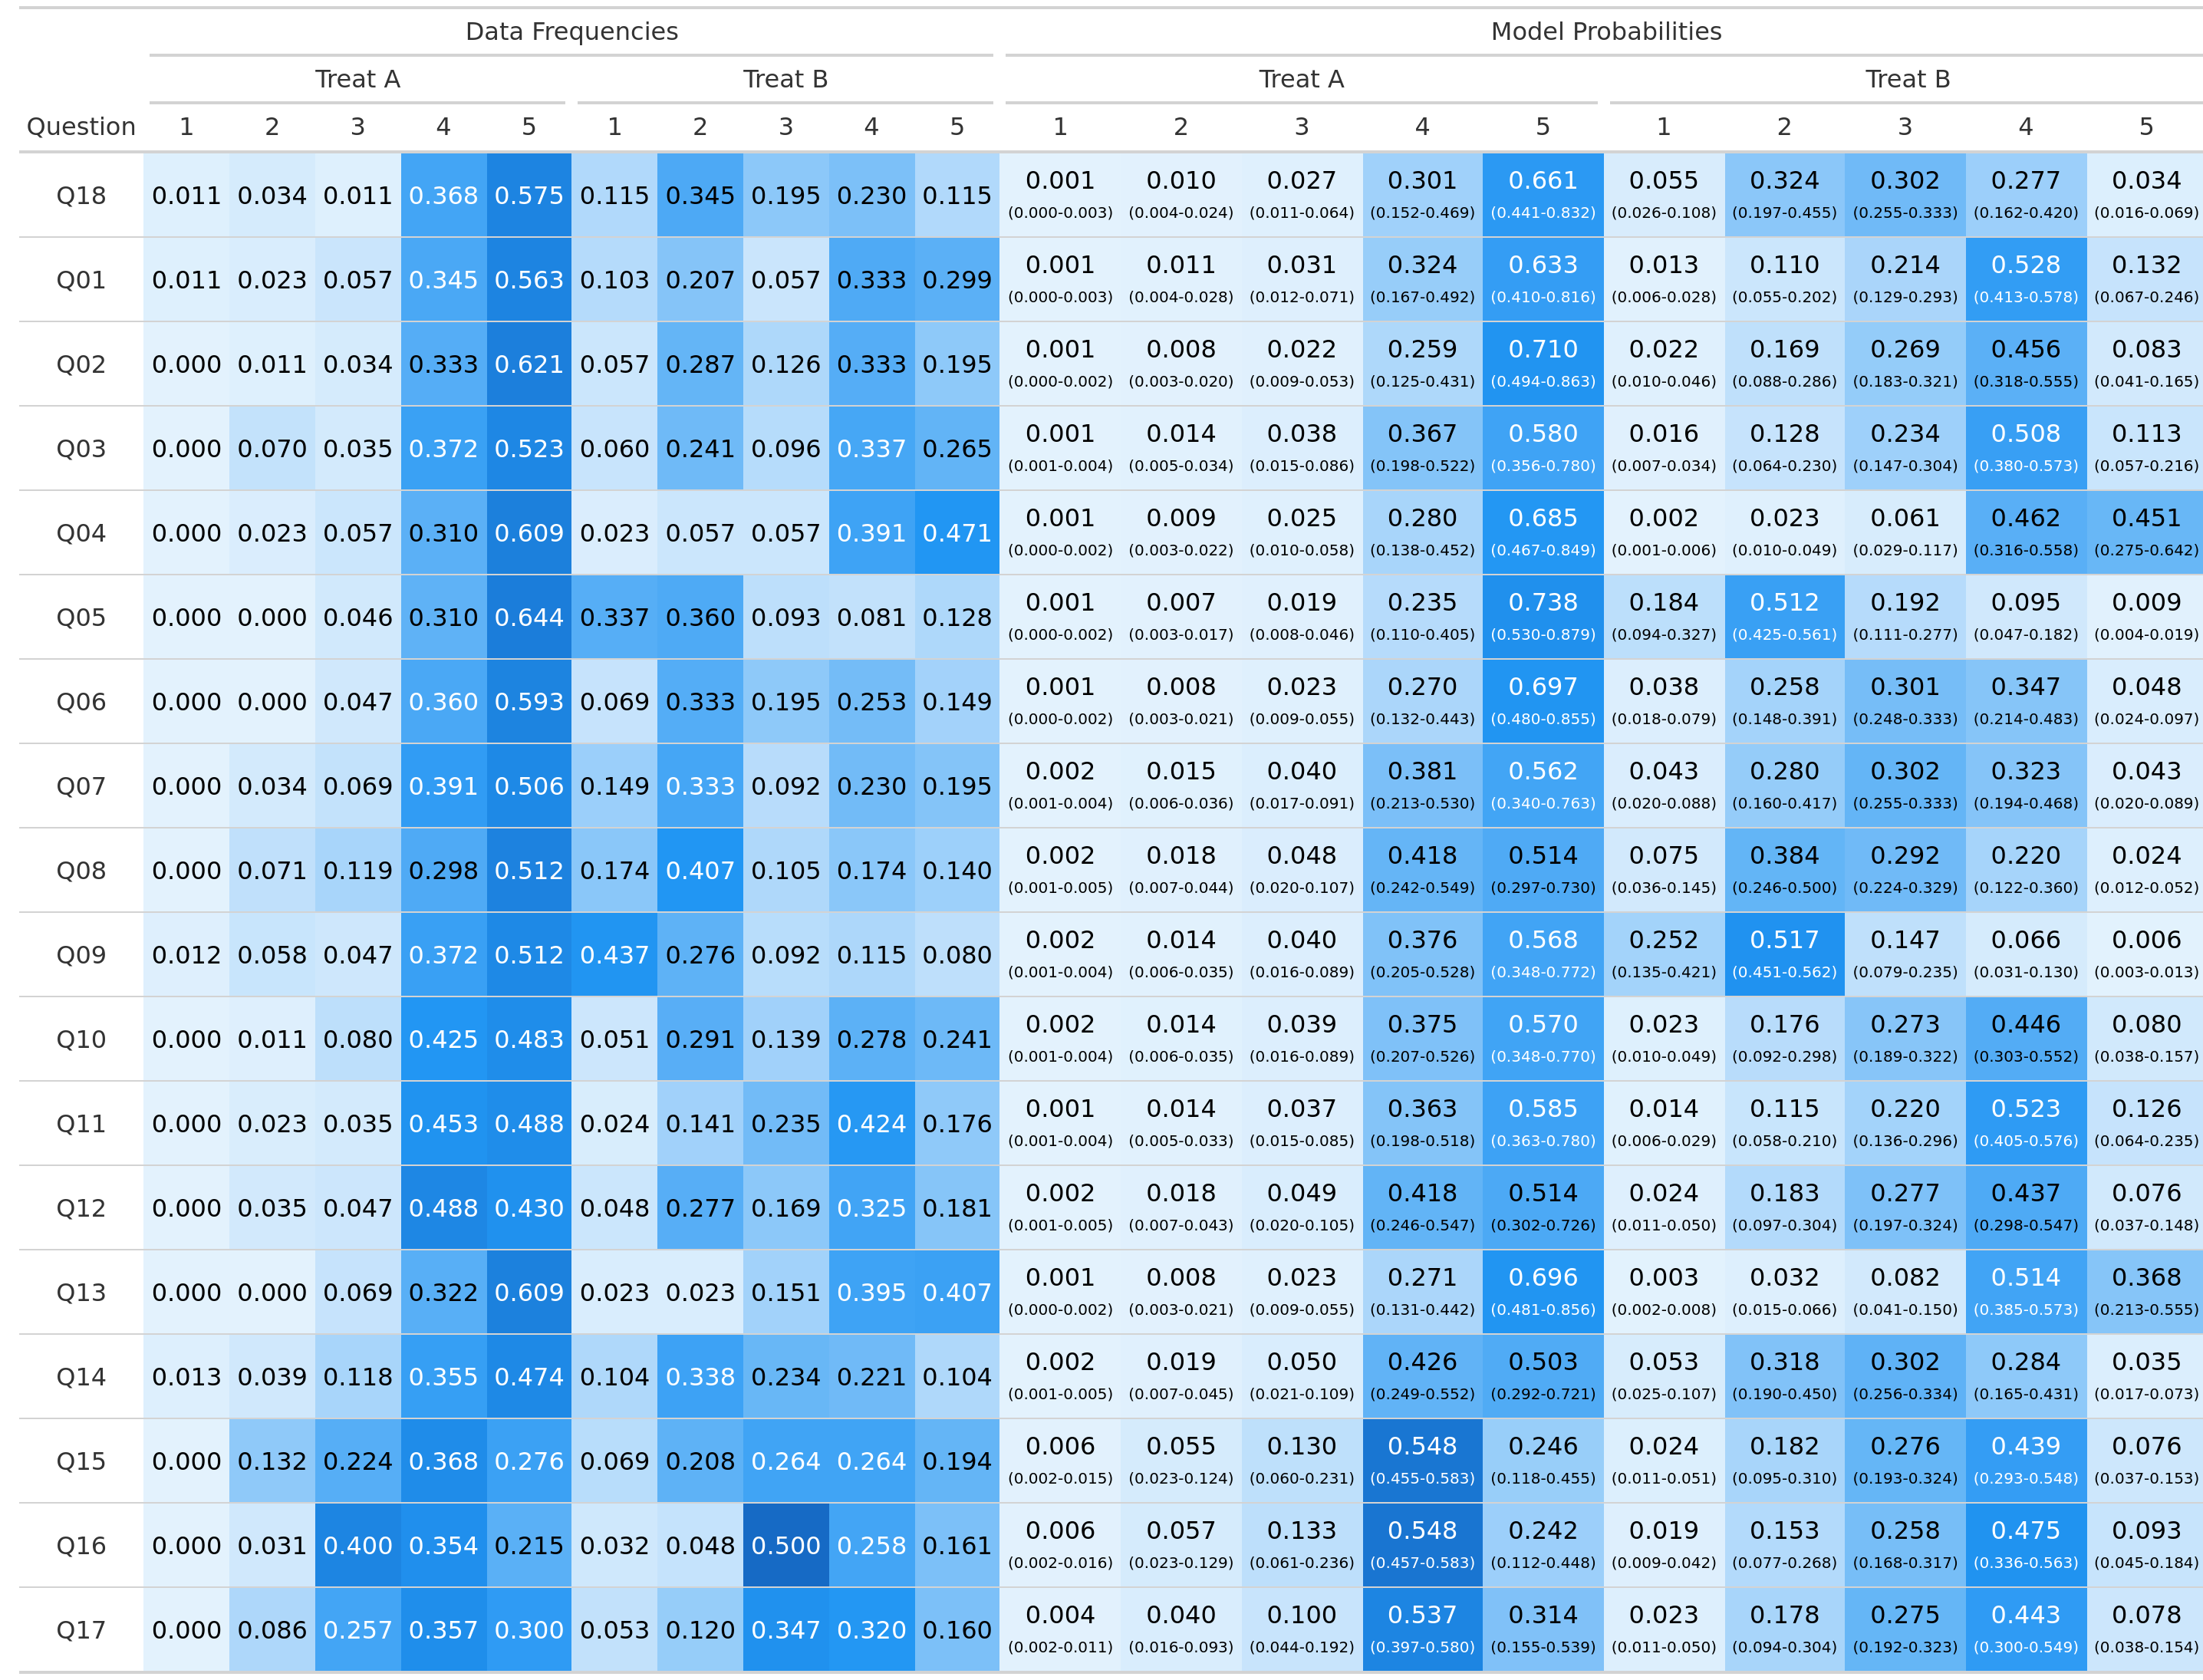 Data Frequencies Model Probabilities
Treat A Treat B Treat A Treat B
Question 1 2 3 4 5 1 2 3 4 5 1 2 3 4 5 1 2 3 4 5
Q18 0.011 0.034 0.011 0.368 0.575 0.115 0.345 0.195 0.230 0.115 0.001 0.010 0.027 0.301 0.661 0.055 0.324 0.302 0.277 0.034
(0.000-0.003) (0.004-0.024) (0.011-0.064) (0.152-0.469) (0.441-0.832) (0.026-0.108) (0.197-0.455) (0.255-0.333) (0.162-0.420) (0.016-0.069)
Q01 0.011 0.023 0.057 0.345 0.563 0.103 0.207 0.057 0.333 0.299 0.001 0.011 0.031 0.324 0.633 0.013 0.110 0.214 0.528 0.132
(0.000-0.003) (0.004-0.028) (0.012-0.071) (0.167-0.492) (0.410-0.816) (0.006-0.028) (0.055-0.202) (0.129-0.293) (0.413-0.578) (0.067-0.246)
Q02 0.000 0.011 0.034 0.333 0.621 0.057 0.287 0.126 0.333 0.195 0.001 0.008 0.022 0.259 0.710 0.022 0.169 0.269 0.456 0.083
(0.000-0.002) (0.003-0.020) (0.009-0.053) (0.125-0.431) (0.494-0.863) (0.010-0.046) (0.088-0.286) (0.183-0.321) (0.318-0.555) (0.041-0.165)
Q03 0.000 0.070 0.035 0.372 0.523 0.060 0.241 0.096 0.337 0.265 0.001 0.014 0.038 0.367 0.580 0.016 0.128 0.234 0.508 0.113
(0.001-0.004) (0.005-0.034) (0.015-0.086) (0.198-0.522) (0.356-0.780) (0.007-0.034) (0.064-0.230) (0.147-0.304) (0.380-0.573) (0.057-0.216)
Q04 0.000 0.023 0.057 0.310 0.609 0.023 0.057 0.057 0.391 0.471 0.001 0.009 0.025 0.280 0.685 0.002 0.023 0.061 0.462 0.451
(0.000-0.002) (0.003-0.022) (0.010-0.058) (0.138-0.452) (0.467-0.849) (0.001-0.006) (0.010-0.049) (0.029-0.117) (0.316-0.558) (0.275-0.642)
Q05 0.000 0.000 0.046 0.310 0.644 0.337 0.360 0.093 0.081 0.128 0.001 0.007 0.019 0.235 0.738 0.184 0.512 0.192 0.095 0.009
(0.000-0.002) (0.003-0.017) (0.008-0.046) (0.110-0.405) (0.530-0.879) (0.094-0.327) (0.425-0.561) (0.111-0.277) (0.047-0.182) (0.004-0.019)
Q06 0.000 0.000 0.047 0.360 0.593 0.069 0.333 0.195 0.253 0.149 0.001 0.008 0.023 0.270 0.697 0.038 0.258 0.301 0.347 0.048
(0.000-0.002) (0.003-0.021) (0.009-0.055) (0.132-0.443) (0.480-0.855) (0.018-0.079) (0.148-0.391) (0.248-0.333) (0.214-0.483) (0.024-0.097)
Q07 0.000 0.034 0.069 0.391 0.506 0.149 0.333 0.092 0.230 0.195 0.002 0.015 0.040 0.381 0.562 0.043 0.280 0.302 0.323 0.043
(0.001-0.004) (0.006-0.036) (0.017-0.091) (0.213-0.530) (0.340-0.763) (0.020-0.088) (0.160-0.417) (0.255-0.333) (0.194-0.468) (0.020-0.089)
Q08 0.000 0.071 0.119 0.298 0.512 0.174 0.407 0.105 0.174 0.140 0.002 0.018 0.048 0.418 0.514 0.075 0.384 0.292 0.220 0.024
(0.001-0.005) (0.007-0.044) (0.020-0.107) (0.242-0.549) (0.297-0.730) (0.036-0.145) (0.246-0.500) (0.224-0.329) (0.122-0.360) (0.012-0.052)
Q09 0.012 0.058 0.047 0.372 0.512 0.437 0.276 0.092 0.115 0.080 0.002 0.014 0.040 0.376 0.568 0.252 0.517 0.147 0.066 0.006
(0.001-0.004) (0.006-0.035) (0.016-0.089) (0.205-0.528) (0.348-0.772) (0.135-0.421) (0.451-0.562) (0.079-0.235) (0.031-0.130) (0.003-0.013)
Q10 0.000 0.011 0.080 0.425 0.483 0.051 0.291 0.139 0.278 0.241 0.002 0.014 0.039 0.375 0.570 0.023 0.176 0.273 0.446 0.080
(0.001-0.004) (0.006-0.035) (0.016-0.089) (0.207-0.526) (0.348-0.770) (0.010-0.049) (0.092-0.298) (0.189-0.322) (0.303-0.552) (0.038-0.157)
Q11 0.000 0.023 0.035 0.453 0.488 0.024 0.141 0.235 0.424 0.176 0.001 0.014 0.037 0.363 0.585 0.014 0.115 0.220 0.523 0.126
(0.001-0.004) (0.005-0.033) (0.015-0.085) (0.198-0.518) (0.363-0.780) (0.006-0.029) (0.058-0.210) (0.136-0.296) (0.405-0.576) (0.064-0.235)
Q12 0.000 0.035 0.047 0.488 0.430 0.048 0.277 0.169 0.325 0.181 0.002 0.018 0.049 0.418 0.514 0.024 0.183 0.277 0.437 0.076
(0.001-0.005) (0.007-0.043) (0.020-0.105) (0.246-0.547) (0.302-0.726) (0.011-0.050) (0.097-0.304) (0.197-0.324) (0.298-0.547) (0.037-0.148)
Q13 0.000 0.000 0.069 0.322 0.609 0.023 0.023 0.151 0.395 0.407 0.001 0.008 0.023 0.271 0.696 0.003 0.032 0.082 0.514 0.368
(0.000-0.002) (0.003-0.021) (0.009-0.055) (0.131-0.442) (0.481-0.856) (0.002-0.008) (0.015-0.066) (0.041-0.150) (0.385-0.573) (0.213-0.555)
Q14 0.013 0.039 0.118 0.355 0.474 0.104 0.338 0.234 0.221 0.104 0.002 0.019 0.050 0.426 0.503 0.053 0.318 0.302 0.284 0.035
(0.001-0.005) (0.007-0.045) (0.021-0.109) (0.249-0.552) (0.292-0.721) (0.025-0.107) (0.190-0.450) (0.256-0.334) (0.165-0.431) (0.017-0.073)
Q15 0.000 0.132 0.224 0.368 0.276 0.069 0.208 0.264 0.264 0.194 0.006 0.055 0.130 0.548 0.246 0.024 0.182 0.276 0.439 0.076
(0.002-0.015) (0.023-0.124) (0.060-0.231) (0.455-0.583) (0.118-0.455) (0.011-0.051) (0.095-0.310) (0.193-0.324) (0.293-0.548) (0.037-0.153)
Q16 0.000 0.031 0.400 0.354 0.215 0.032 0.048 0.500 0.258 0.161 0.006 0.057 0.133 0.548 0.242 0.019 0.153 0.258 0.475 0.093
(0.002-0.016) (0.023-0.129) (0.061-0.236) (0.457-0.583) (0.112-0.448) (0.009-0.042) (0.077-0.268) (0.168-0.317) (0.336-0.563) (0.045-0.184)
Q17 0.000 0.086 0.257 0.357 0.300 0.053 0.120 0.347 0.320 0.160 0.004 0.040 0.100 0.537 0.314 0.023 0.178 0.275 0.443 0.078
(0.002-0.011) (0.016-0.093) (0.044-0.192) (0.397-0.580) (0.155-0.539) (0.011-0.050) (0.094-0.304) (0.192-0.323) (0.300-0.549) (0.038-0.154)